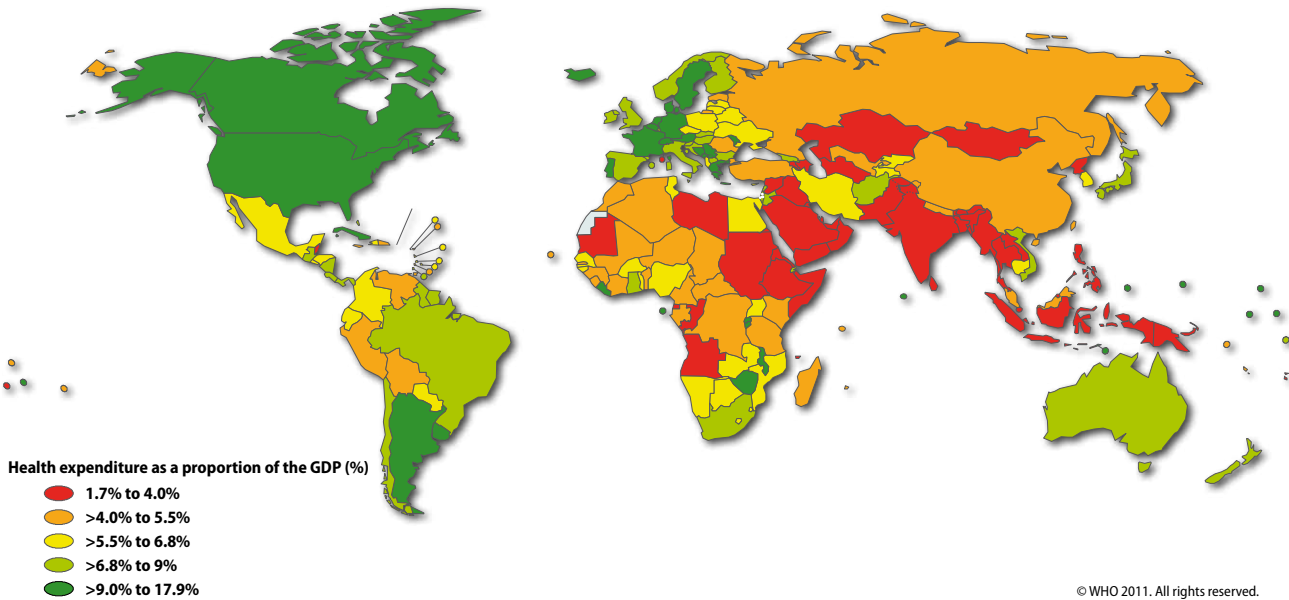 Health expenditure as a proportion of the GDP (%)
1.7% to 4.0%
>4.0% to 5.5%
>5.5% to 6.8%
>6.8% to 9%
>9.0% to 17.9%
© WHO 2011. All rights reserved.